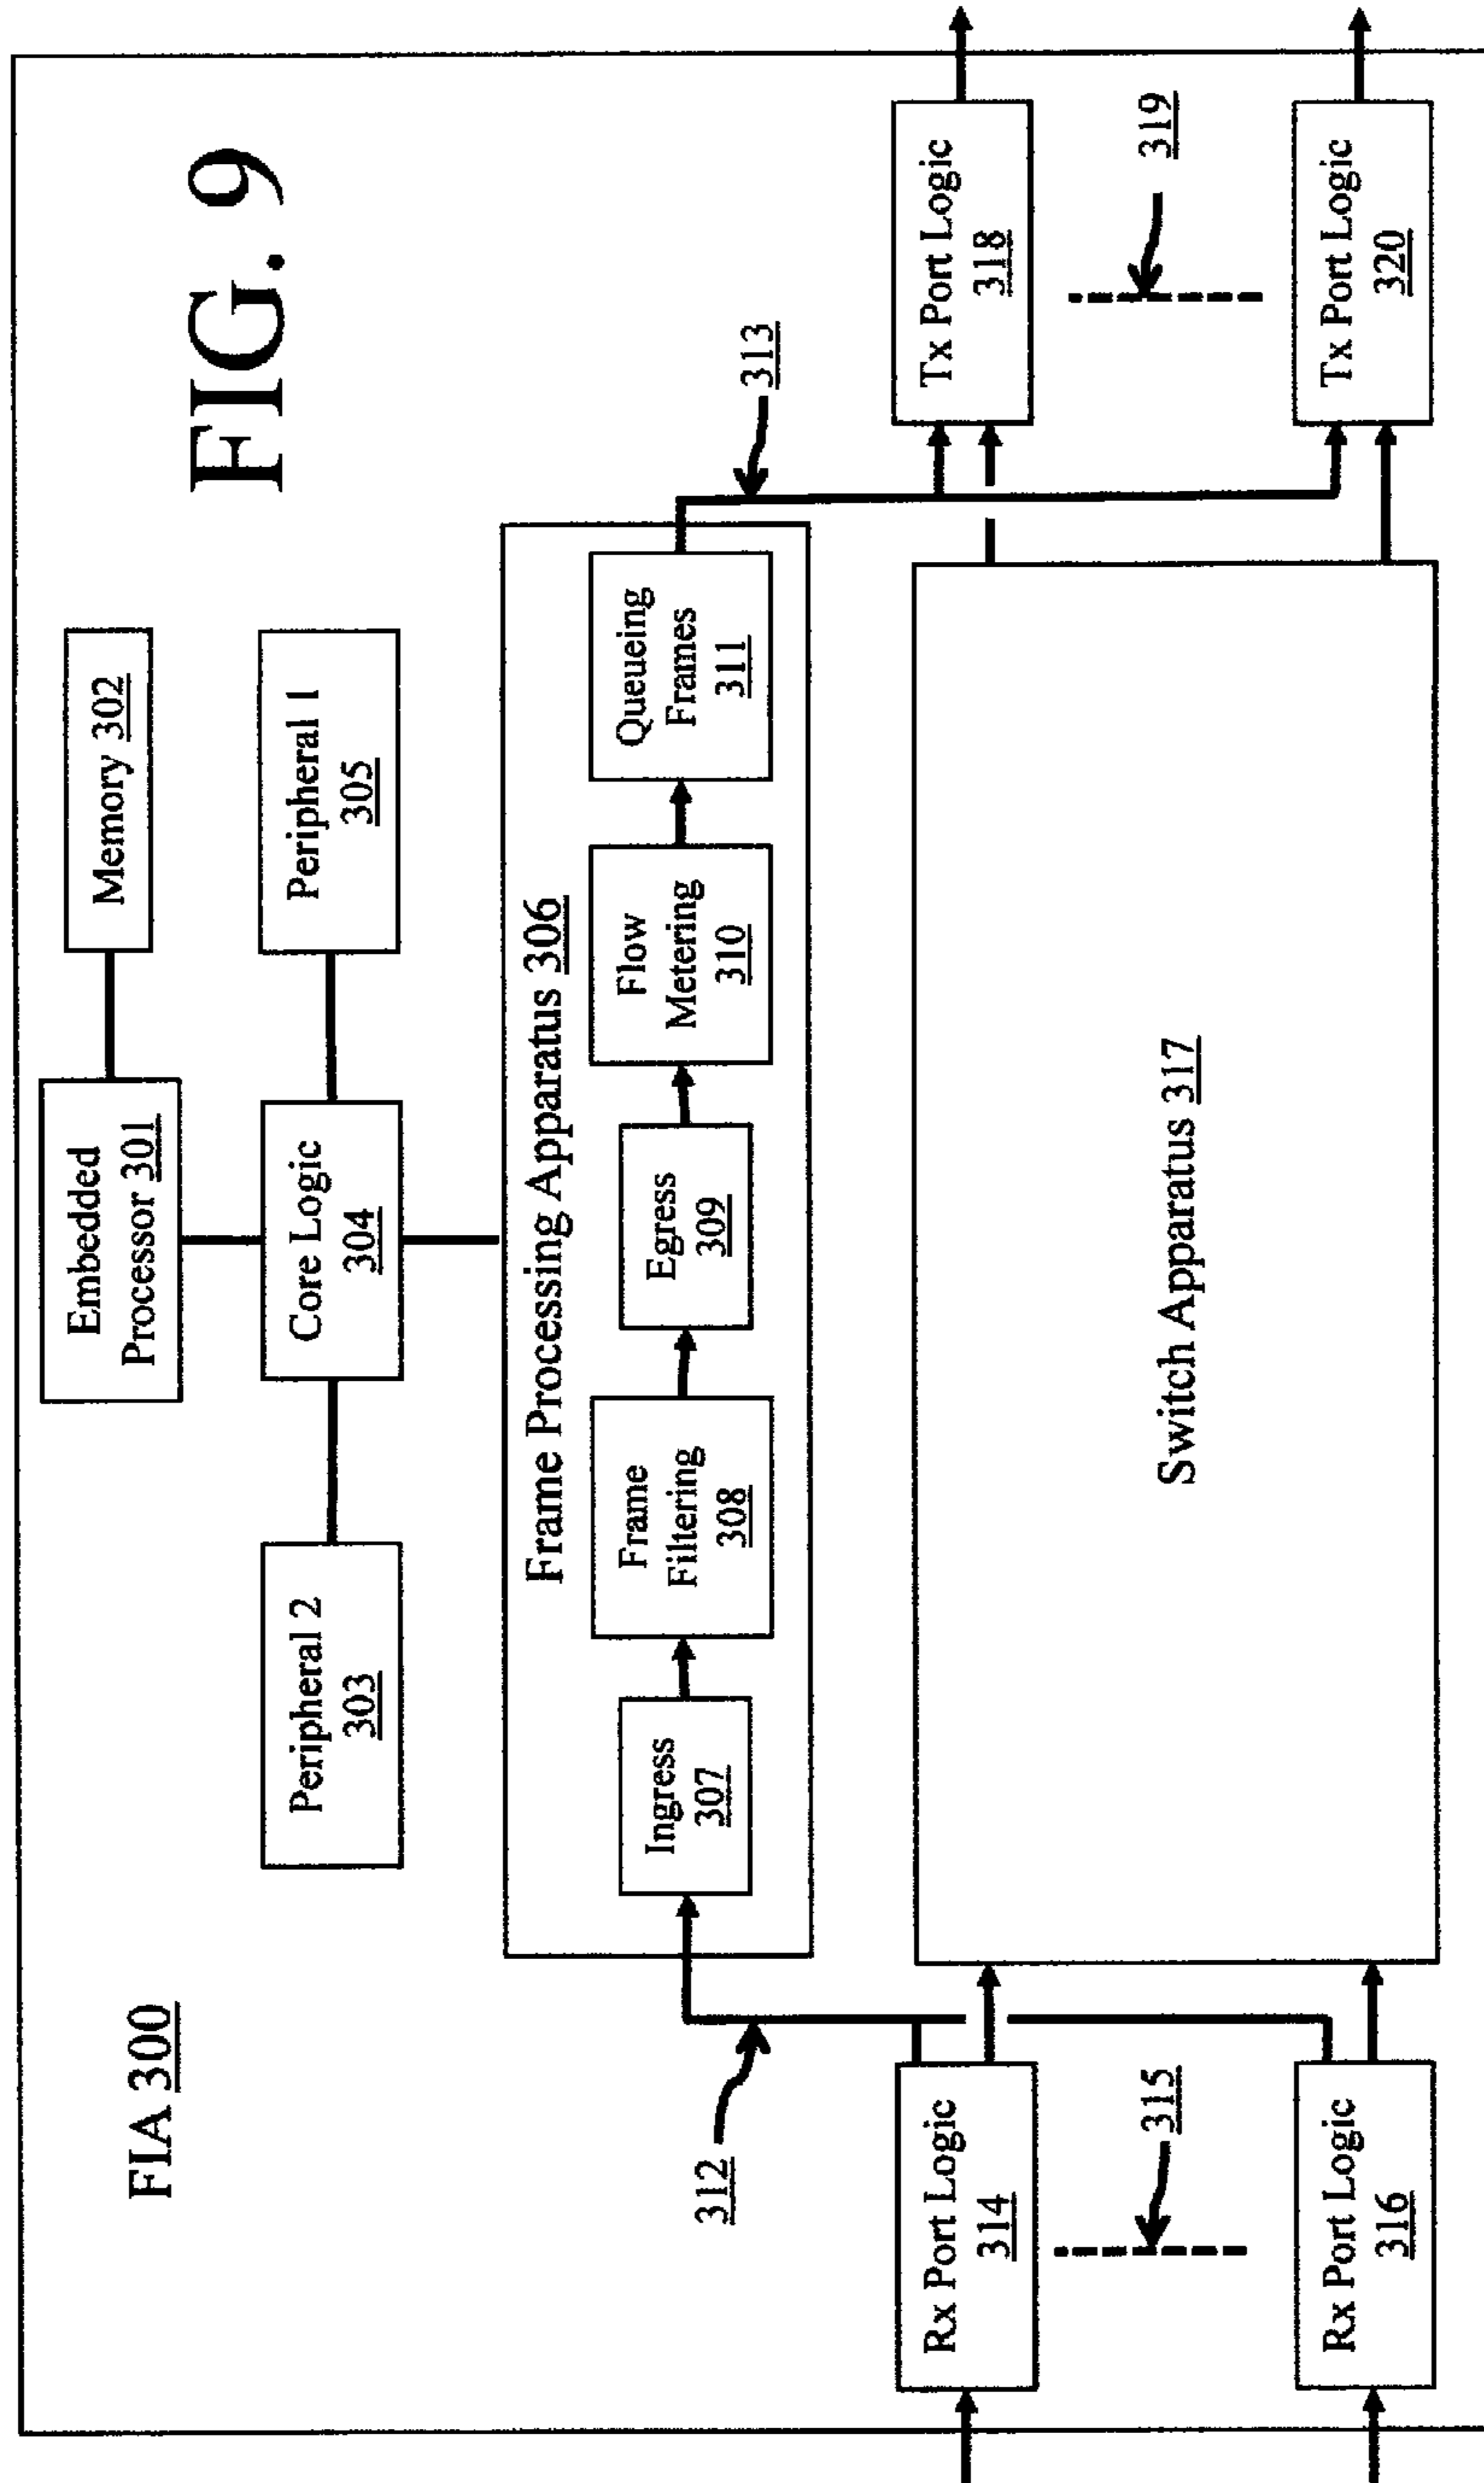 FIG. 9
FIA 300
Embedded
Processor 301
Memory 302
Peripheral 2
303
Core Logic
304
Peripheral 1
305
Frame Processing Apparatus 306
Ingress
307
Frame
Filtering
308
Egress
309
Flow
Metering
310
Queueing
Frames
311
312
313
Rx Port Logic
314
315
Rx Port Logic
316
Switch Apparatus 317
Tx Port Logic
318
319
Tx Port Logic
320